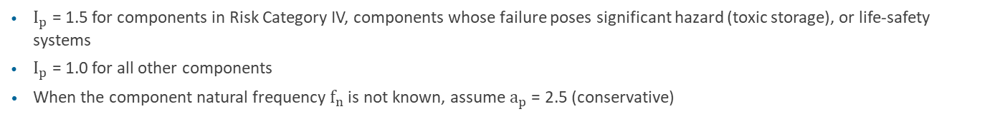 • Iₚ = 1.5 for components in Risk Category IV, components whose failure poses significant hazard (toxic storage), or life-safety
systems
• Iₚ = 1.0 for all other components
• When the component natural frequency fₙ is not known, assume aₚ = 2.5 (conservative)